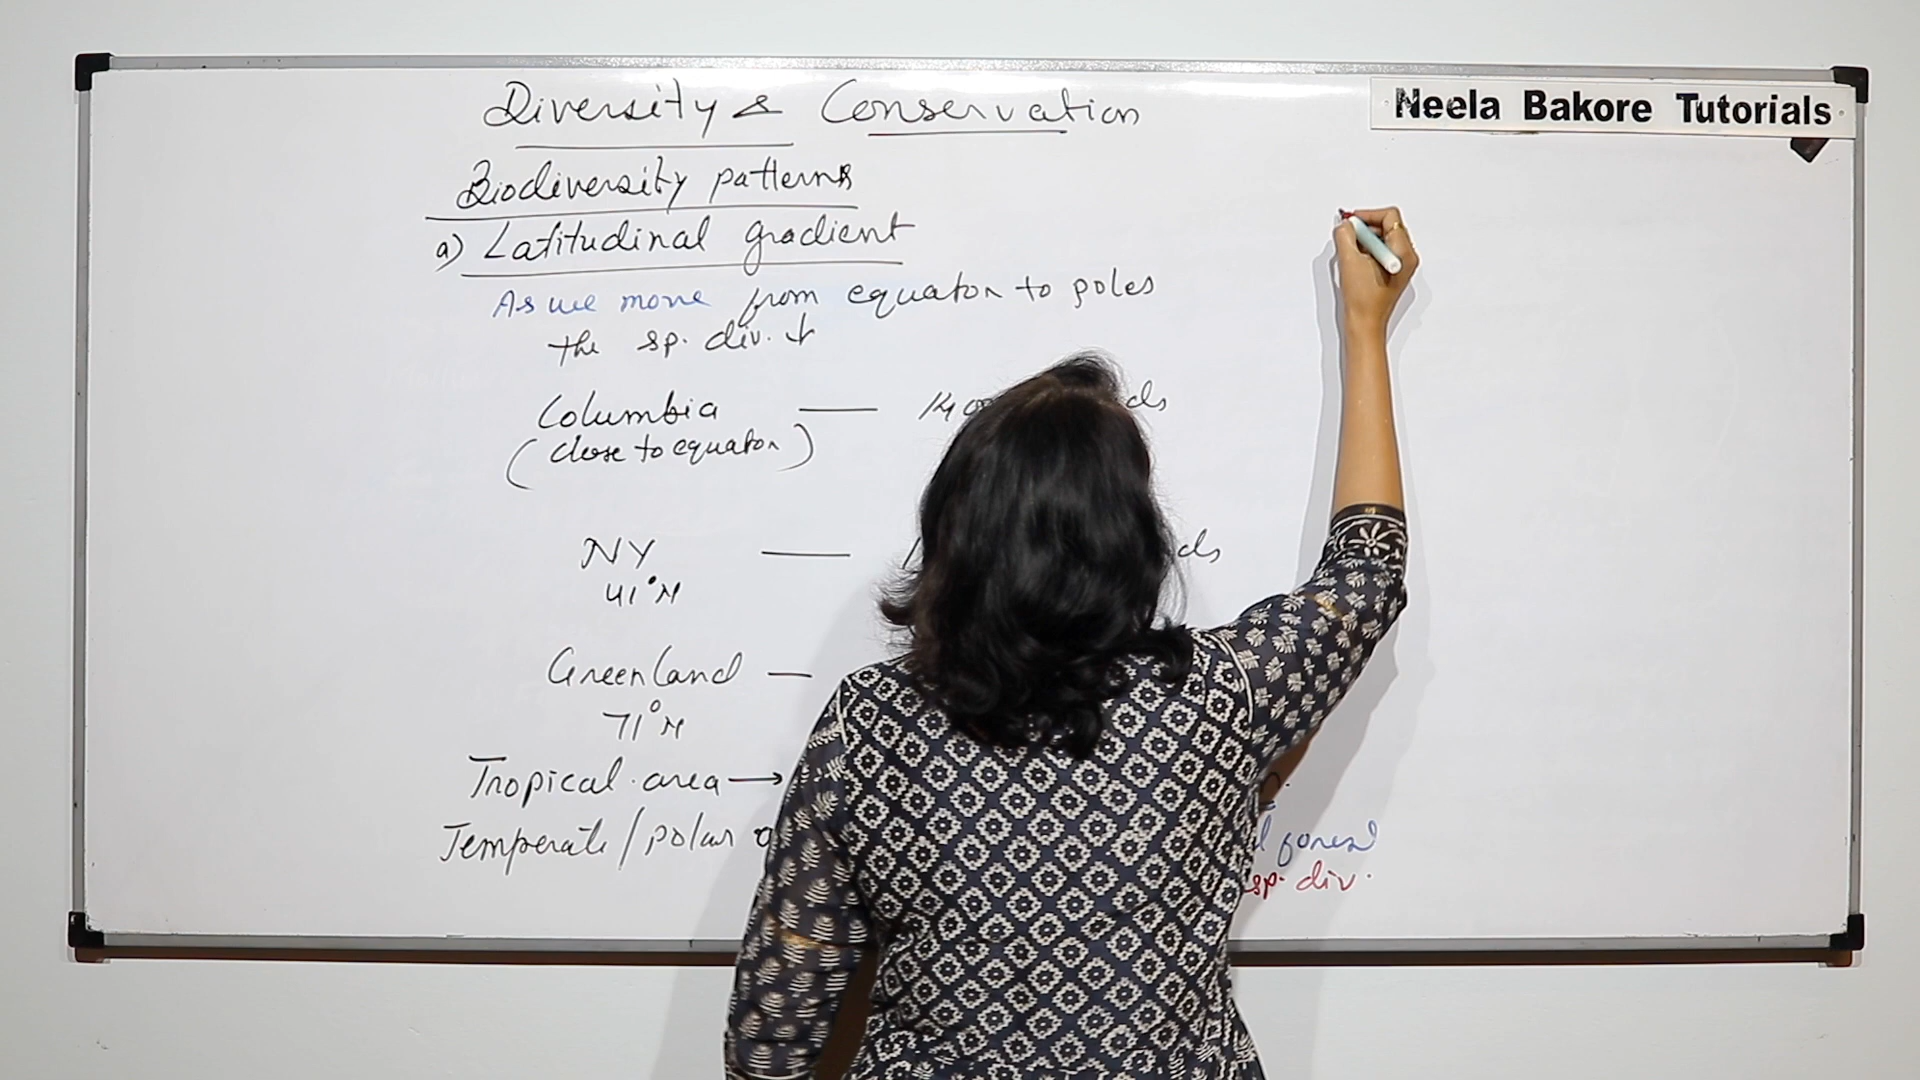 Diversity & Conservation
Neela Bakore Tutorials
Biodiversity patterns
a) Latitudinal gradient
As we move from equator to poles
the sp. div. ↓
Columbia —
(close to equator)
NY —
41°N
Greenland —
71°N
Tropical area →
Temperate/polar
forest
sp. div.